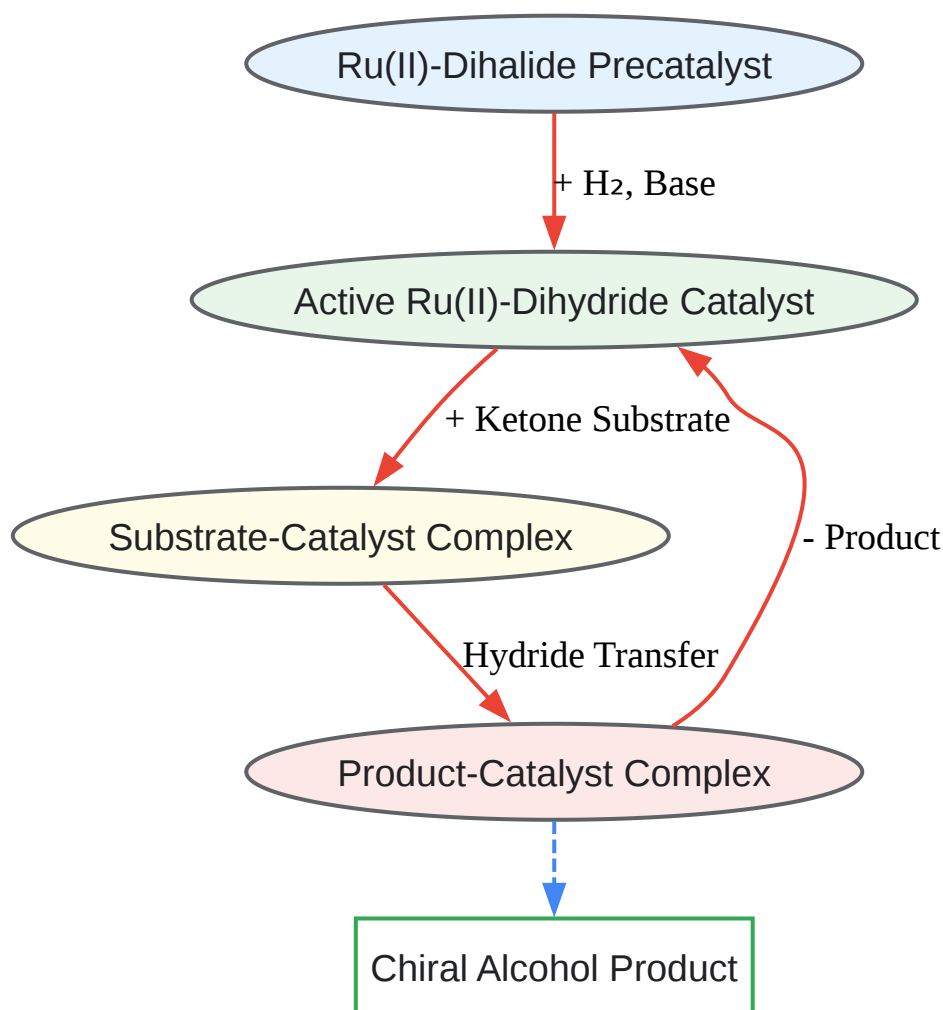 Ru(II)-Dihalide Precatalyst
+ H₂, Base
Active Ru(II)-Dihydride Catalyst
+ Ketone Substrate
Substrate-Catalyst Complex
- Product
Hydride Transfer
Product-Catalyst Complex
Chiral Alcohol Product